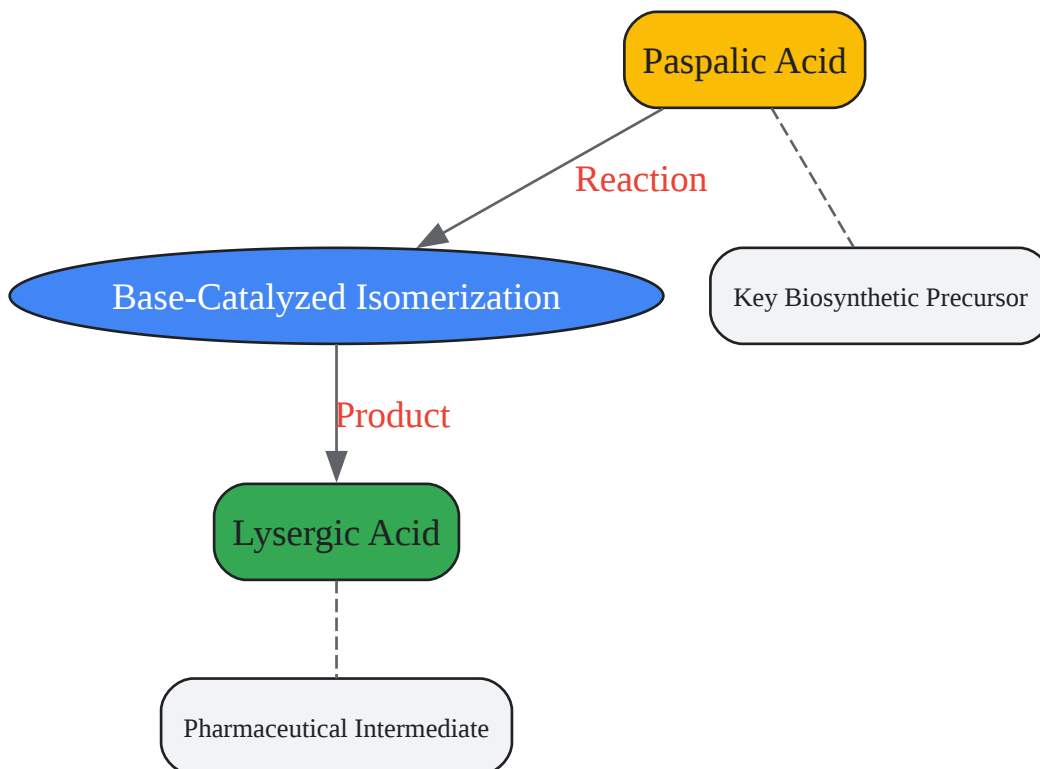 Paspalic Acid
Reaction
Base-Catalyzed Isomerization
Key Biosynthetic Precursor
Product
Lysergic Acid
Pharmaceutical Intermediate